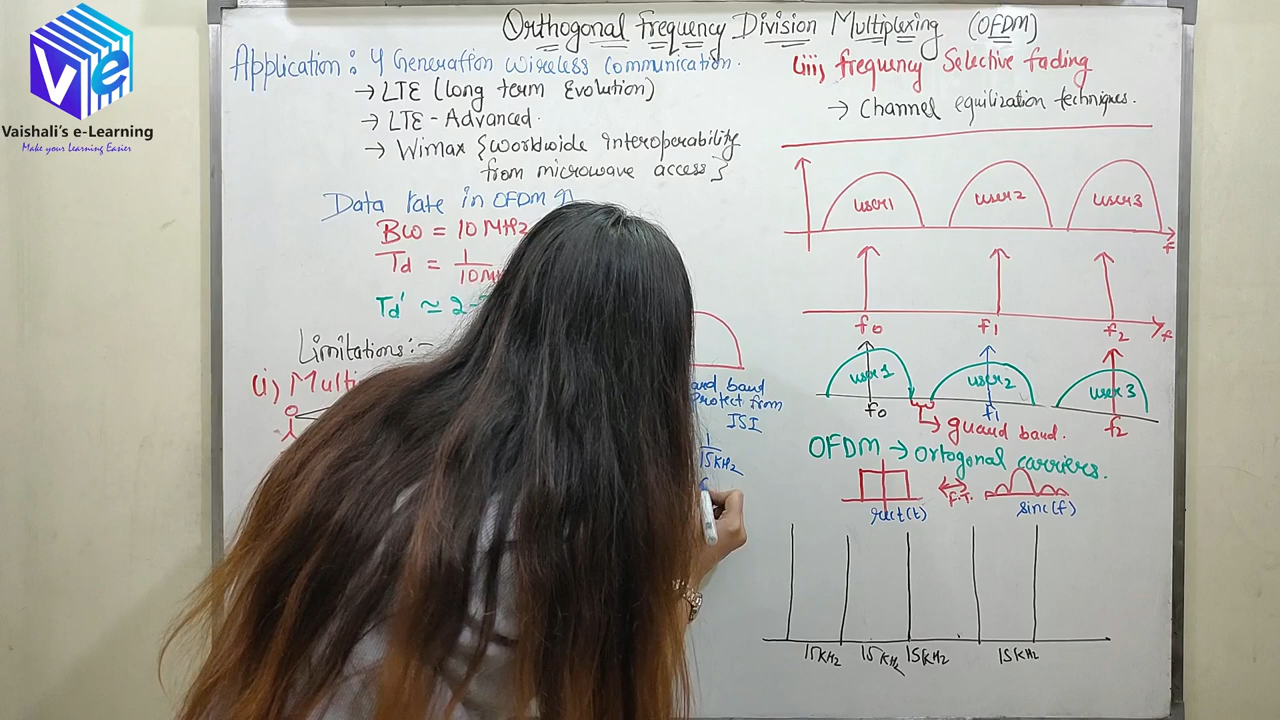 Vaishali's e-Learning
Make your Learning Easier
Orthogonal Frequency Division Multiplexing (OFDM)
Application: 4 Generation wireless Communication.
→ LTE (Long term Evolution)
→ LTE - Advanced.
→ Wimax {Worldwide Interoperability
from microwave access}
Data rate in OFDM
BW = 10 MHz
Td = 1/10M
Td' ≃ 2-
Limitations:-
(i) Multi
and band
Protect from
ISI
1/15KHz
(iii) frequency Selective fading
→ Channel equilization techniques.
user1 user2 user3
f
f0 f1 f2 f
user1 user2 user3
f0 f1 f2
guard band.
OFDM → Ortogonal carriers.
F.T.
rect(t) sinc(f)
15KHz 15KHz 15KHz 15KHz